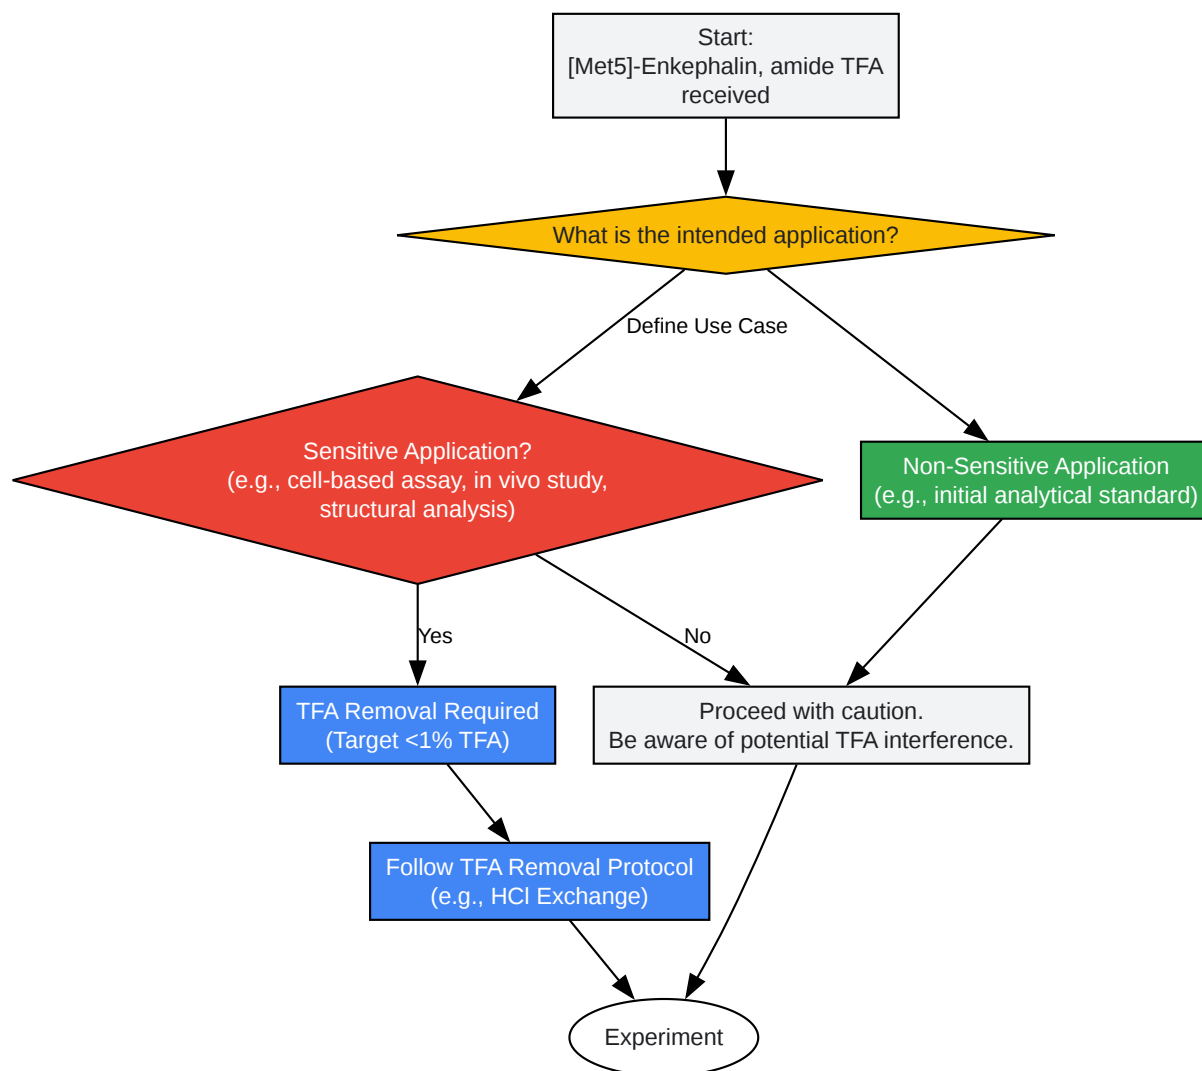 Start:
[Met5]-Enkephalin, amide TFA
received
What is the intended application?
Define Use Case
Sensitive Application?
(e.g., cell-based assay, in vivo study,
structural analysis)
Non-Sensitive Application
(e.g., initial analytical standard)
Yes
No
TFA Removal Required
(Target <1% TFA)
Proceed with caution.
Be aware of potential TFA interference.
Follow TFA Removal Protocol
(e.g., HCl Exchange)
Experiment